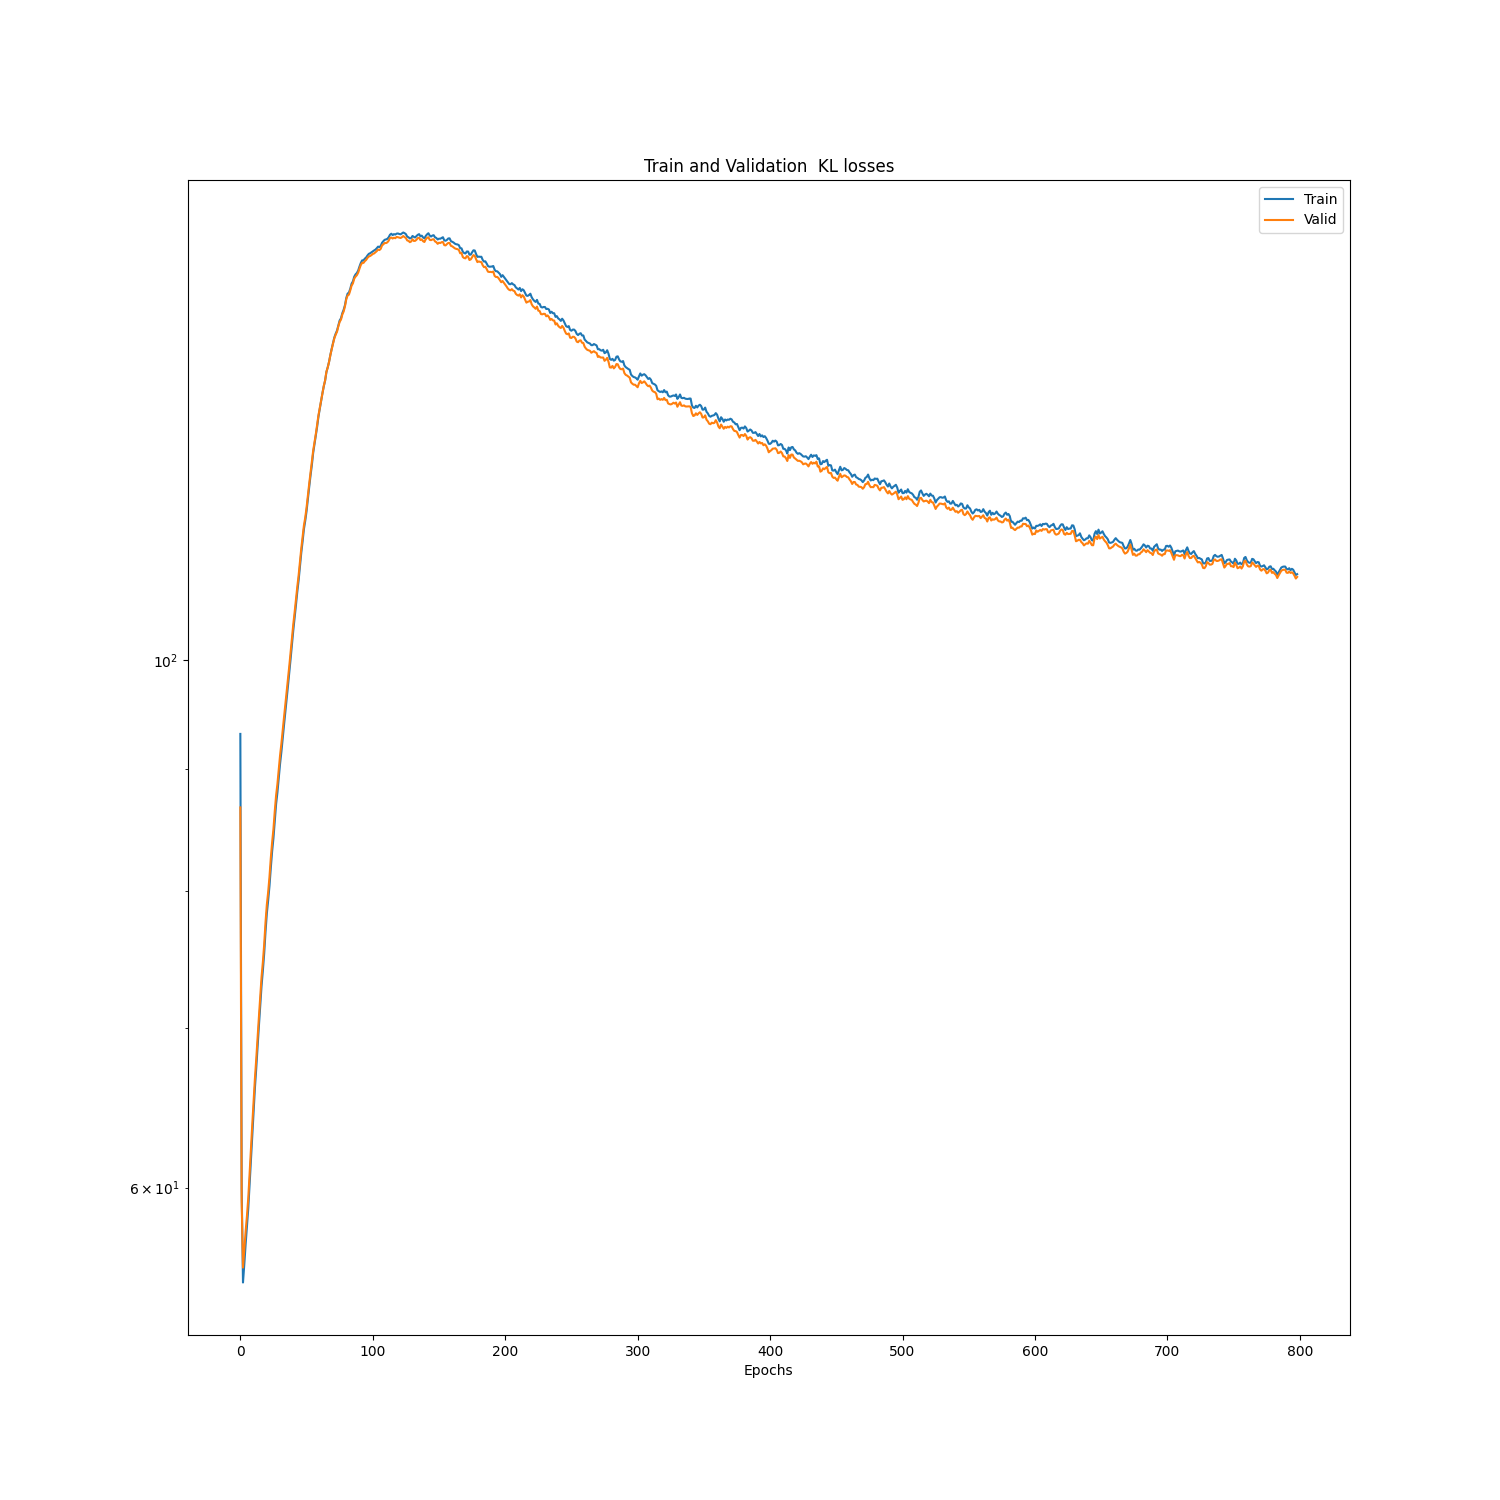 Train and Validation  KL losses
Train
Valid
10²
6 × 10¹
0 100 200 300 400 500 600 700 800
Epochs